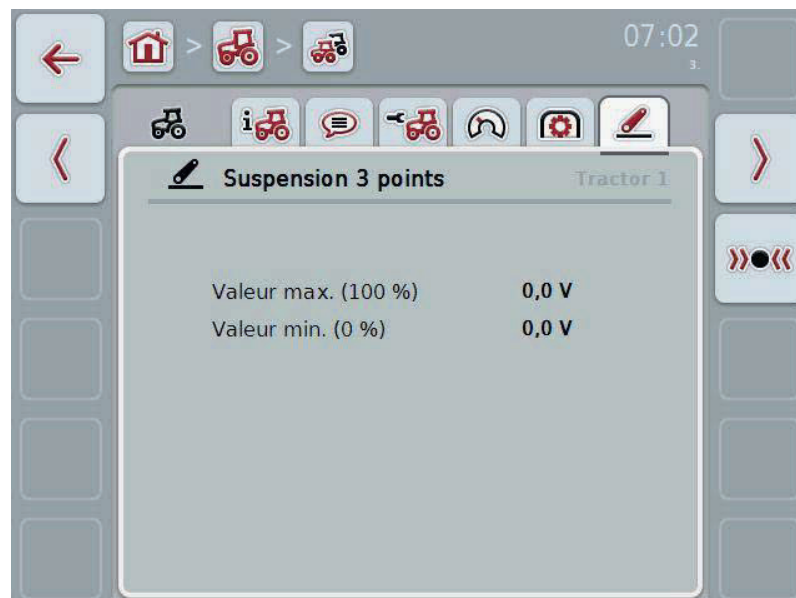 > >
07:02
3.
i
Suspension 3 points
Tractor 1
Valeur max. (100 %) 0,0 V
Valeur min. (0 %) 0,0 V